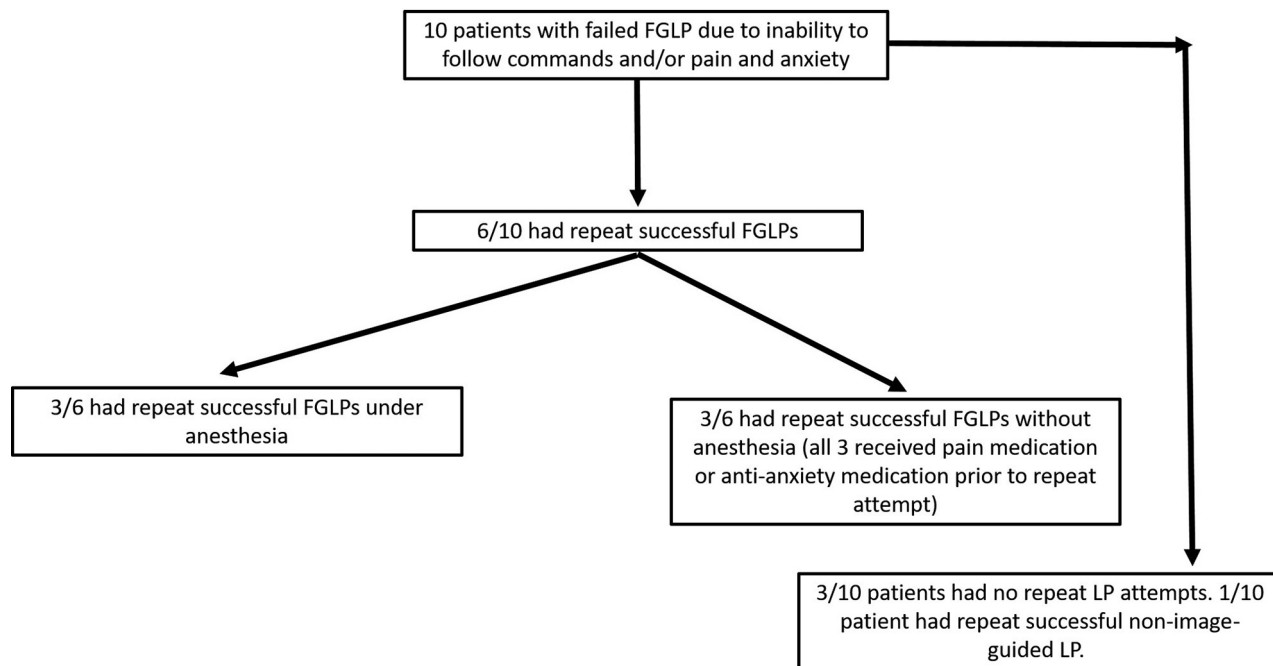 10 patients with failed FGLP due to inability to
follow commands and/or pain and anxiety
6/10 had repeat successful FGLPs
3/6 had repeat successful FGLPs under
anesthesia
3/6 had repeat successful FGLPs without
anesthesia (all 3 received pain medication
or anti-anxiety medication prior to repeat
attempt)
3/10 patients had no repeat LP attempts. 1/10
patient had repeat successful non-image-
guided LP.